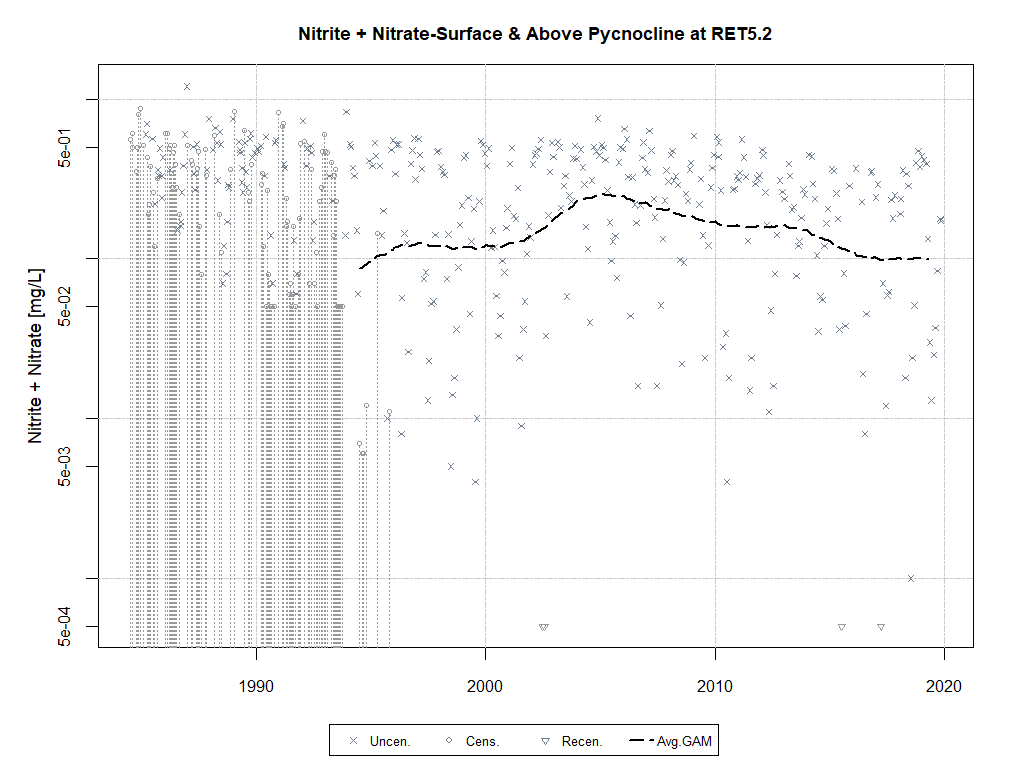 Nitrite + Nitrate-Surface & Above Pycnocline at RET5.2
Nitrite + Nitrate [mg/L]
5e-01
5e-02
5e-03
5e-04
1990 2000 2010 2020
Uncen. Cens. Recen. Avg.GAM